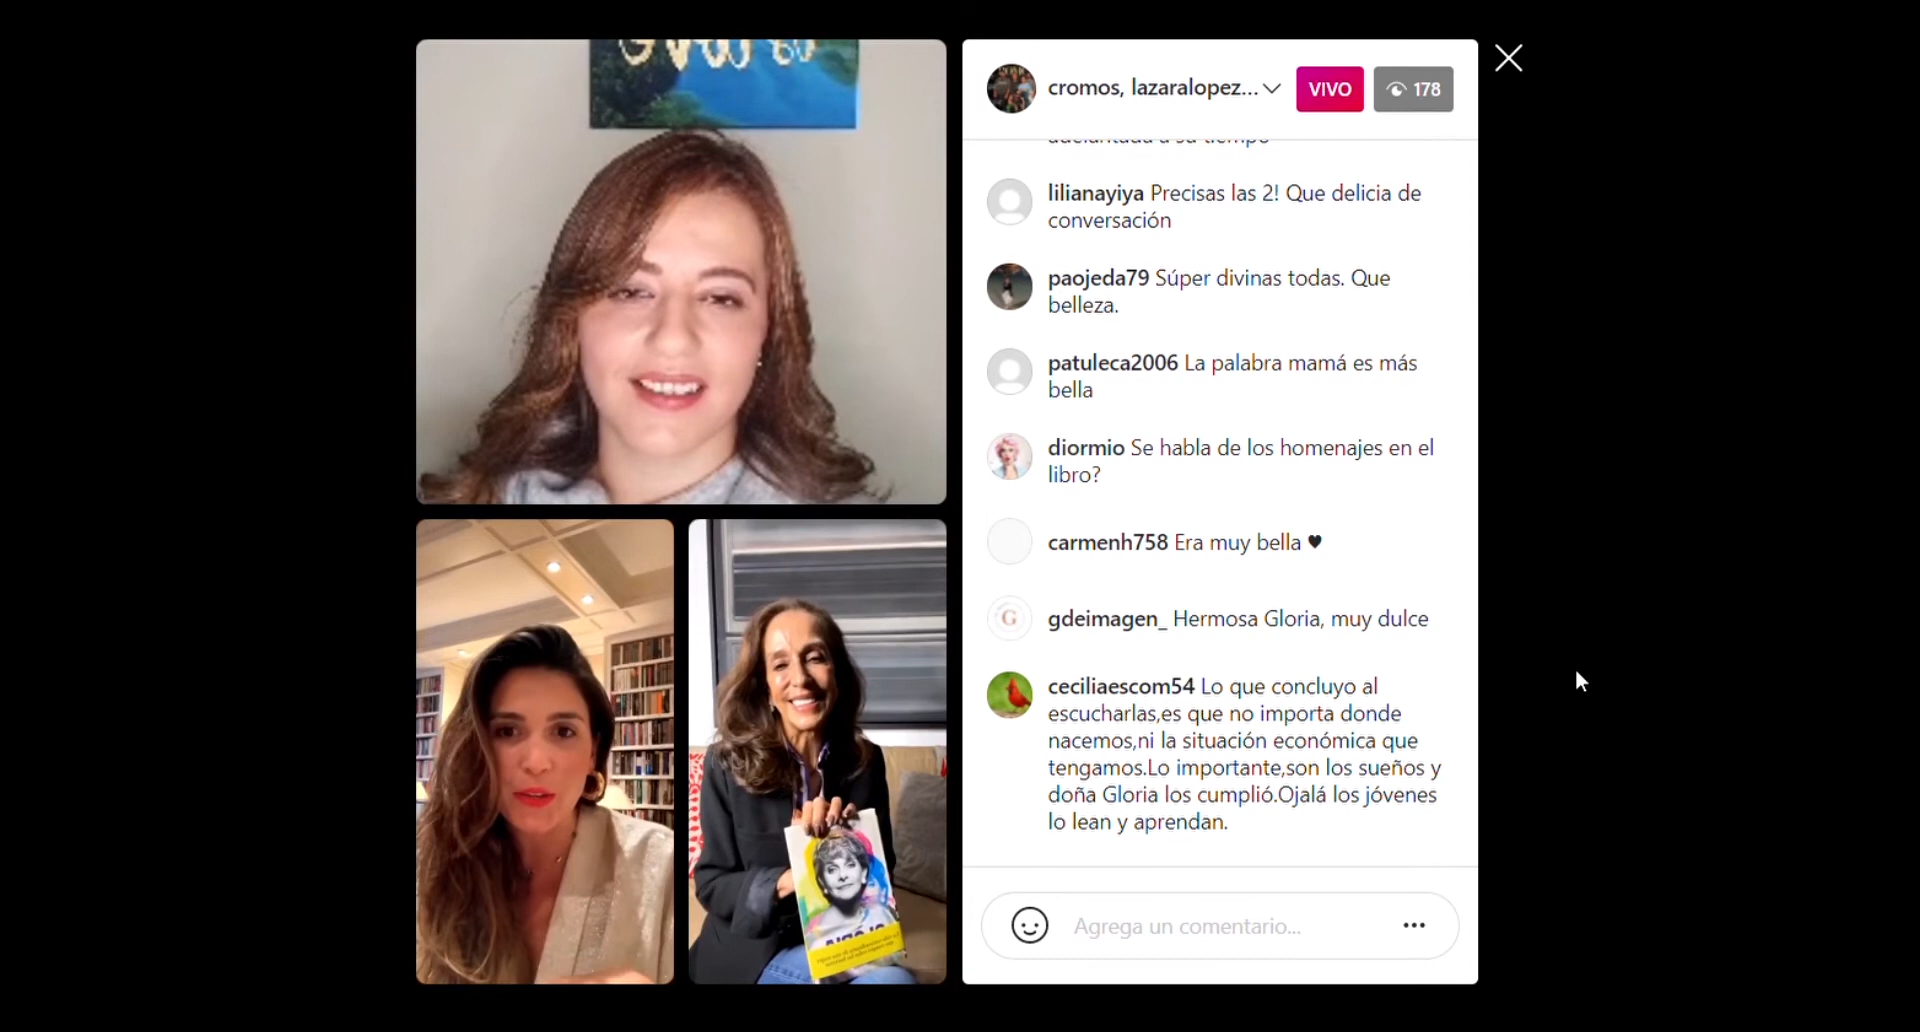 cromos, lazaralopez...
VIVO
178
adelantada a su tiempo
lilianayiya Precisas las 2! Que delicia de
conversación
paojeda79 Súper divinas todas. Que
belleza.
patuleca2006 La palabra mamá es más
bella
diormio Se habla de los homenajes en el
libro?
carmenh758 Era muy bella ♥
G
gdeimagen_ Hermosa Gloria, muy dulce
ceciliaescom54 Lo que concluyo al
escucharlas,es que no importa donde
nacemos,ni la situación económica que
tengamos.Lo importante,son los sueños y
doña Gloria los cumplió.Ojalá los jóvenes
lo lean y aprendan.
Agrega un comentario...